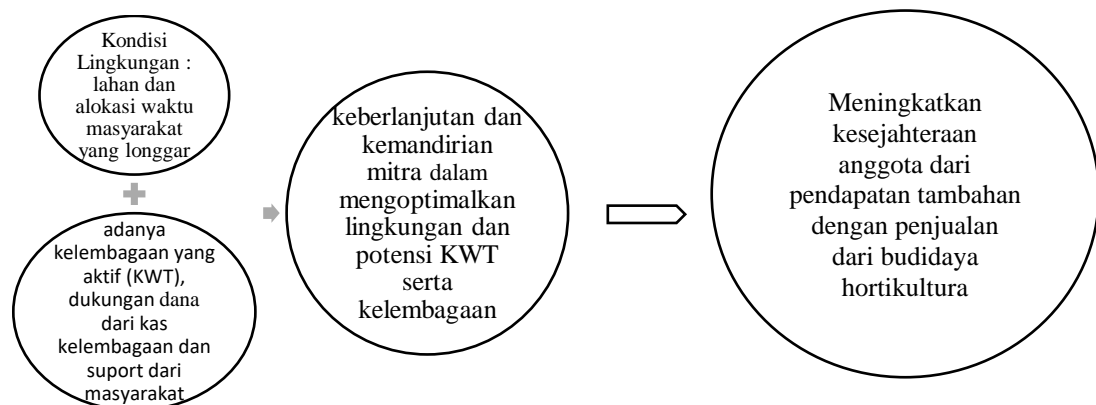 Kondisi
Lingkungan :
lahan dan
alokasi waktu
masyarakat
yang longgar
adanya
kelembagaan yang
aktif (KWT),
dukungan dana
dari kas
kelembagaan dan
suport dari
masyarakat
keberlanjutan dan
kemandirian
mitra dalam
mengoptimalkan
lingkungan dan
potensi KWT
serta
kelembagaan
Meningkatkan
kesejahteraan
anggota dari
pendapatan tambahan
dengan penjualan
dari budidaya
hortikultura